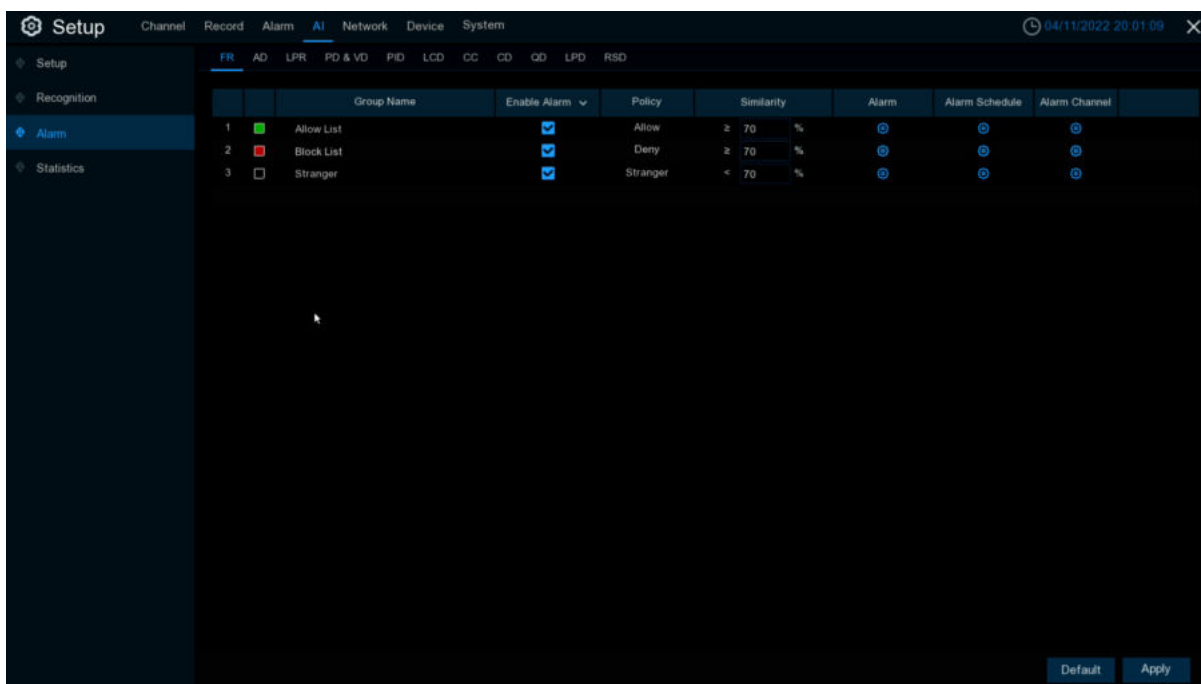 Setup Channel Record Alarm AI Network Device System 04/11/2022 20:01:09
Setup
Recognition
Alarm
Statistics
FR AD LPR PD & VD PID LCD CC CD QD LPD RSD
Group Name Enable Alarm Policy Similarity Alarm Alarm Schedule Alarm Channel
1 Allow List Allow ≥ 70 %
2 Block List Deny ≥ 70 %
3 Stranger Stranger < 70 %
Default Apply